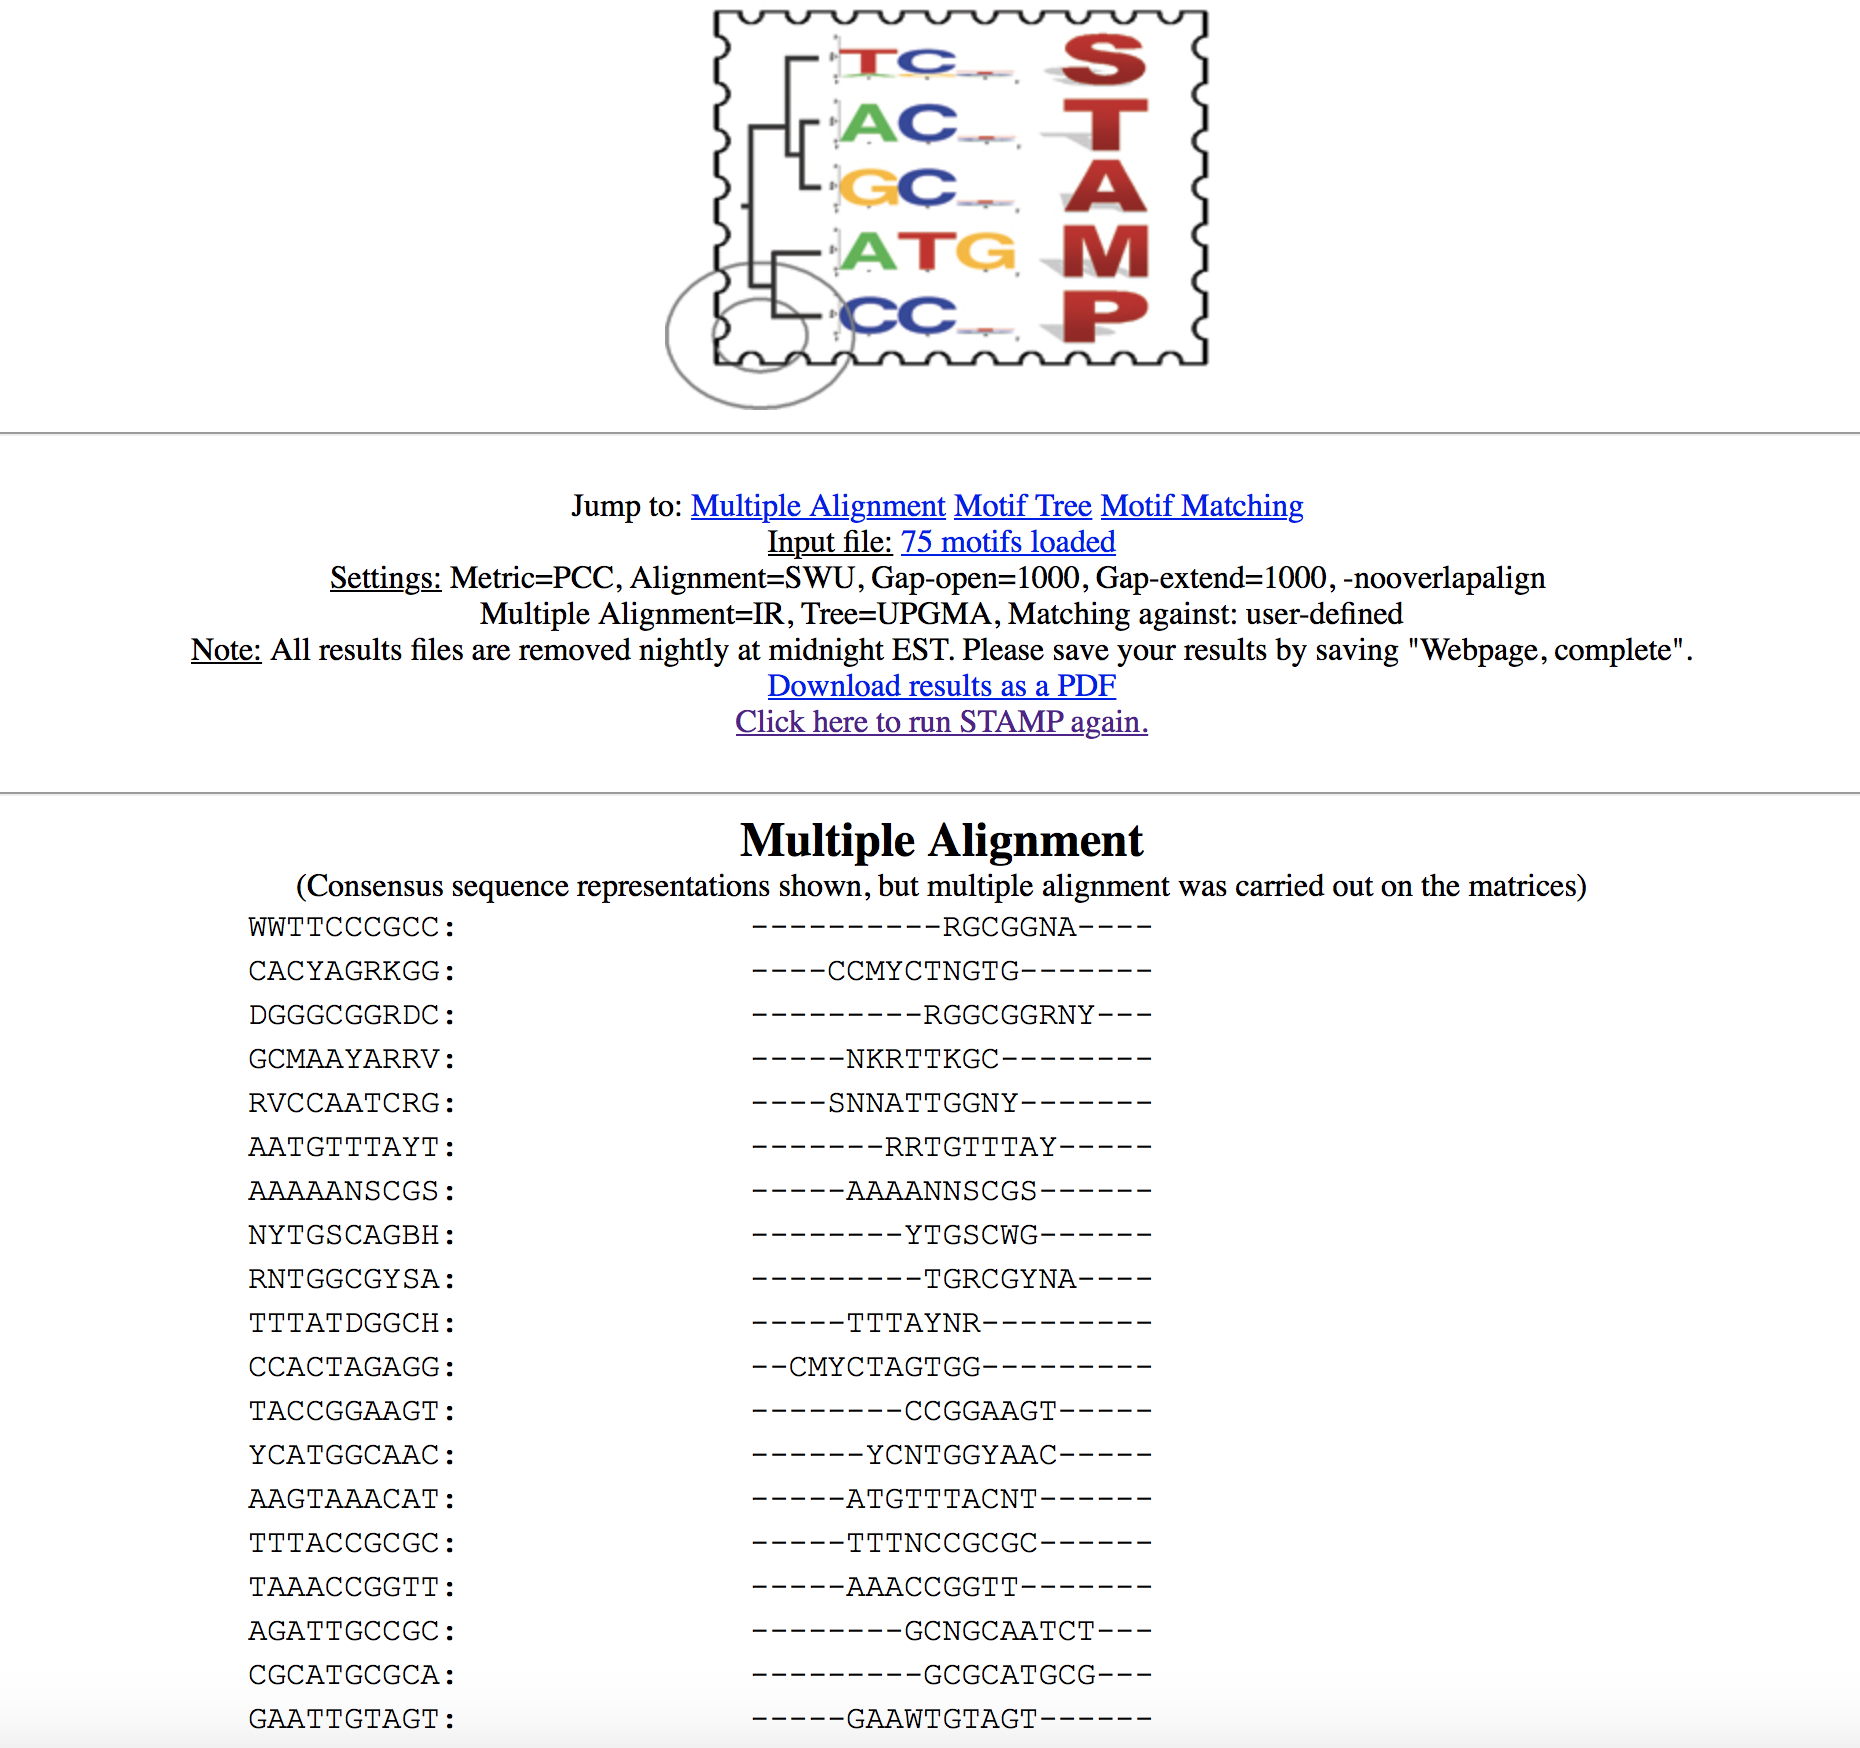 TC
AC
GC
ATG
CC
STAMP
Jump to: Multiple Alignment Motif Tree Motif Matching
Input file: 75 motifs loaded
Settings: Metric=PCC, Alignment=SWU, Gap-open=1000, Gap-extend=1000, -nooverlapalign
Multiple Alignment=IR, Tree=UPGMA, Matching against: user-defined
Note: All results files are removed nightly at midnight EST. Please save your results by saving "Webpage, complete".
Download results as a PDF
Click here to run STAMP again.
Multiple Alignment
(Consensus sequence representations shown, but multiple alignment was carried out on the matrices)
WWTTCCCGCC: ----------RGCGGNA----
CACYAGRKGG: ----CCMYCTNGTG-------
DGGGCGGRDC: ---------RGGCGGRNY---
GCMAAYARRV: -----NKRTTKGC--------
RVCCAATCRG: ----SNNATTGGNY-------
AATGTTTAYT: -------RRTGTTTAY-----
AAAAANSCGS: -----AAAANNSCGS------
NYTGSCAGBH: --------YTGSCWG------
RNTGGCGYSA: ---------TGRCGYNA----
TTTATDGGCH: -----TTTAYNR---------
CCACTAGAGG: --CMYCTAGTGG---------
TACCGGAAGT: --------CCGGAAGT-----
YCATGGCAAC: ------YCNTGGYAAC-----
AAGTAAACAT: -----ATGTTTACNT------
TTTACCGCGC: -----TTTNCCGCGC------
TAAACCGGTT: -----AAACCGGTT-------
AGATTGCCGC: --------GCNGCAATCT---
CGCATGCGCA: ---------GCGCATGCG---
GAATTGTAGT: -----GAAWTGTAGT------